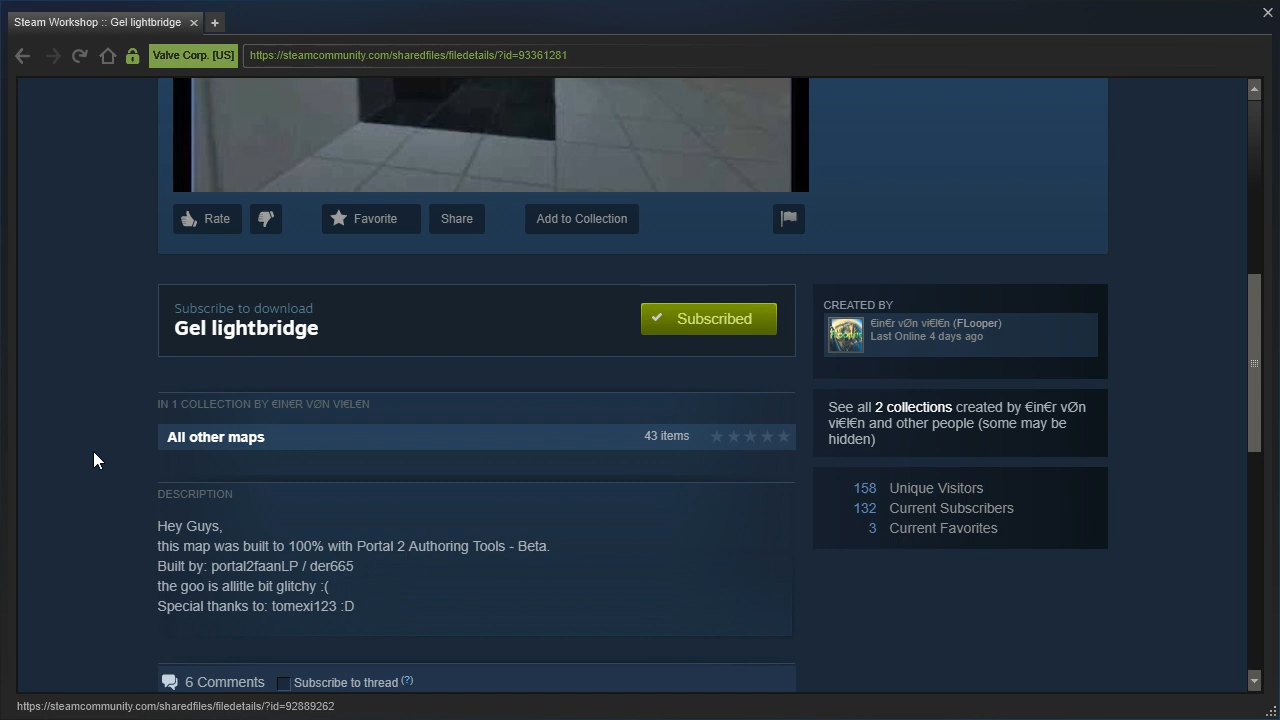 Steam Workshop :: Gel lightbridge
Valve Corp. [US]
https://steamcommunity.com/sharedfiles/filedetails/?id=93361281
Rate
Favorite
Share
Add to Collection
Subscribe to download
Gel lightbridge
Subscribed
IN 1 COLLECTION BY €IN€R VØN VI€L€N
All other maps
43 items
DESCRIPTION
Hey Guys,
this map was built to 100% with Portal 2 Authoring Tools - Beta.
Built by: portal2faanLP / der665
the goo is allitle bit glitchy :(
Special thanks to: tomexi123 :D
6 Comments
Subscribe to thread (?)
CREATED BY
€in€r vØn vi€l€n (FLooper)
Last Online 4 days ago
See all 2 collections created by €in€r vØn
vi€l€n and other people (some may be
hidden)
158 Unique Visitors
132 Current Subscribers
3 Current Favorites
https://steamcommunity.com/sharedfiles/filedetails/?id=92889262